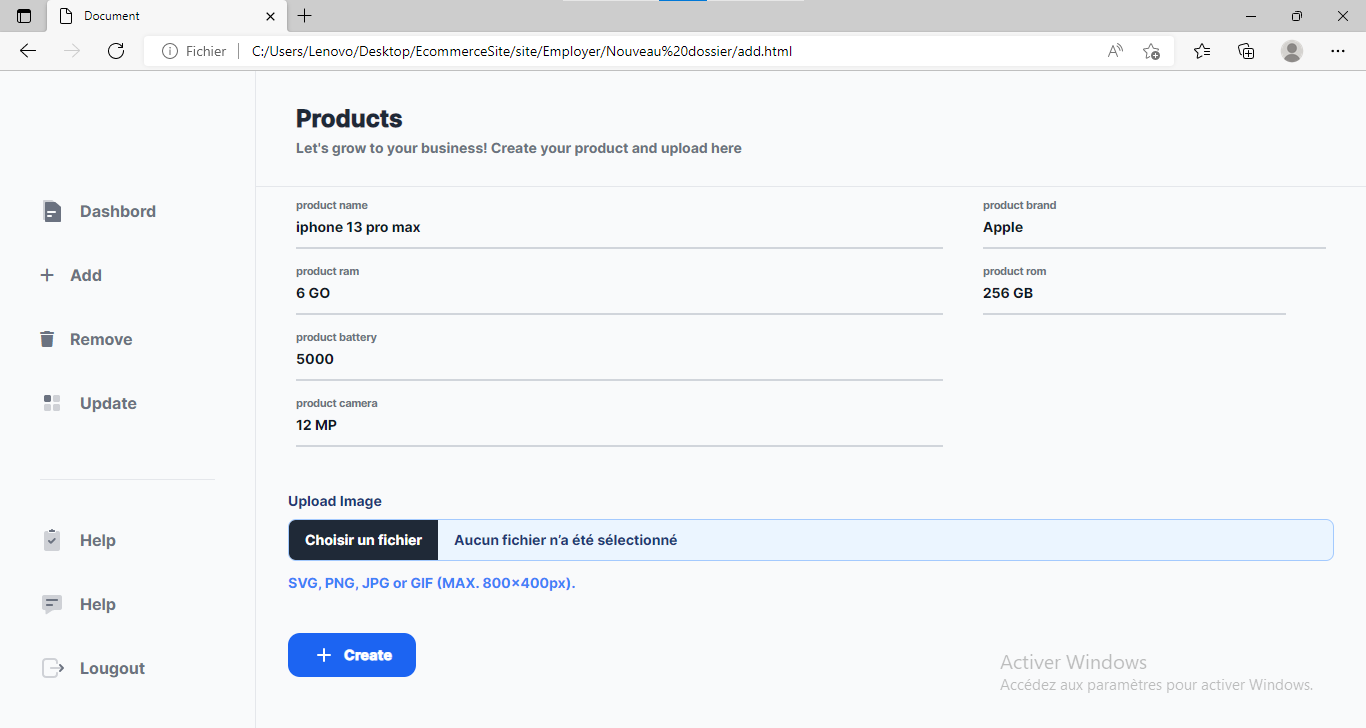 Document
Fichier
C:/Users/Lenovo/Desktop/EcommerceSite/site/Employer/Nouveau%20dossier/add.html
Dashbord
Add
Remove
Update
Help
Help
Lougout
Products
Let's grow to your business! Create your product and upload here
product name
iphone 13 pro max
product brand
Apple
product ram
6 GO
product rom
256 GB
product battery
5000
product camera
12 MP
Upload Image
Choisir un fichier
Aucun fichier n'a été sélectionné
SVG, PNG, JPG or GIF (MAX. 800×400px).
Create
Activer Windows
Accédez aux paramètres pour activer Windows.